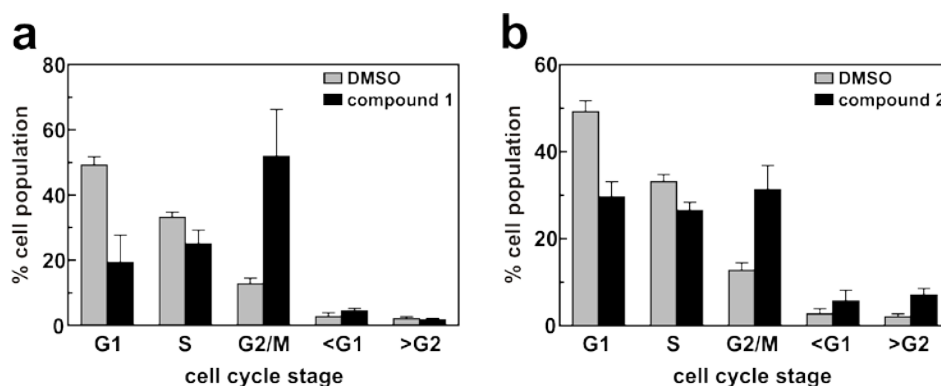 a
% cell population
80
60
40
20
0
DMSO
compound 1
G1 S G2/M <G1 >G2
cell cycle stage
b
% cell population
60
40
20
0
DMSO
compound 2
G1 S G2/M <G1 >G2
cell cycle stage